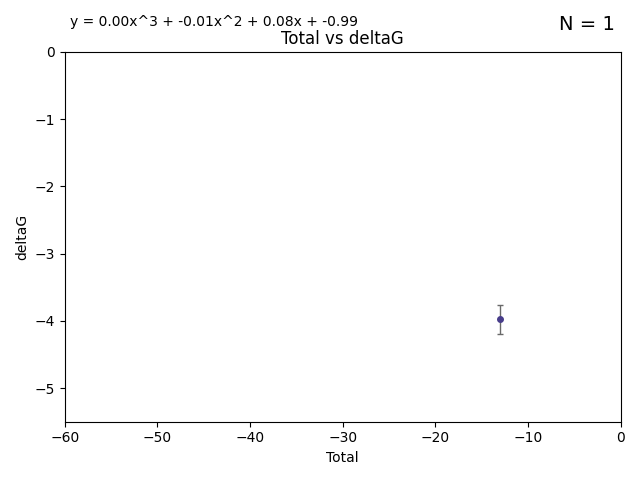 y = 0.00x^3 + -0.01x^2 + 0.08x + -0.99
N = 1
Total vs deltaG
0
−1
−2
−3
−4
−5
deltaG
−60
−50
−40
−30
−20
−10
0
Total